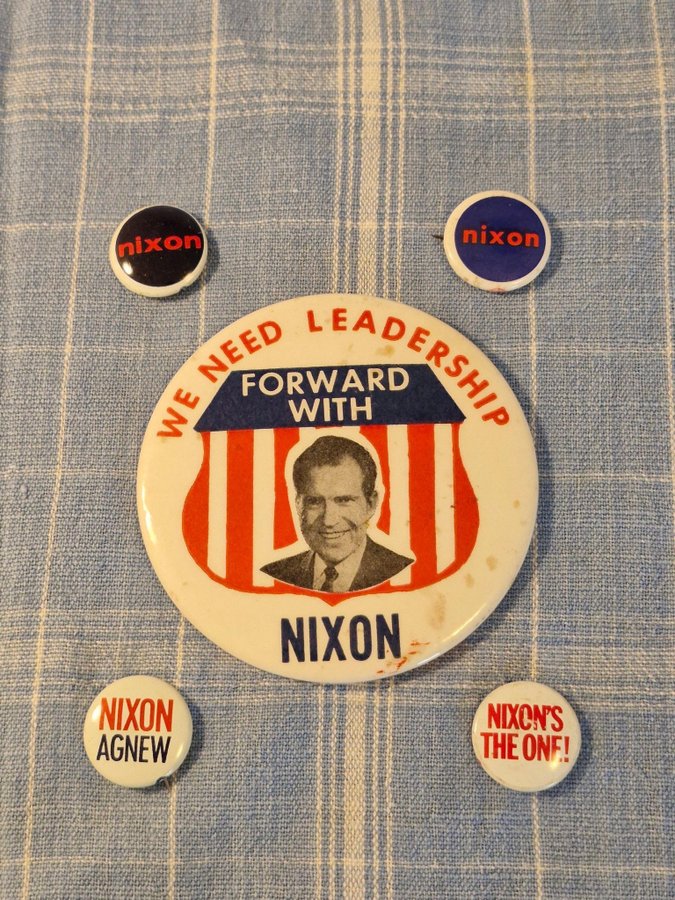 nixon
nixon
WE NEED LEADERSHIP
FORWARD
WITH
NIXON
NIXON
AGNEW
NIXON'S
THE ONE!